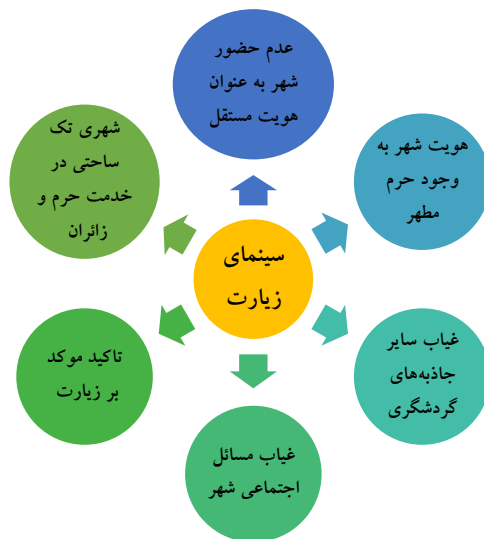 عدم حضور
شهر به عنوان
هویت مستقل
هویت شهر به
وجود حرم
مطهر
غیاب سایر
جاذبه‌های
گردشگری
غیاب مسائل
اجتماعی شهر
تاکید موکد
بر زیارت
شهری تک
ساحتی در
خدمت حرم و
زائران
سینمای
زیارت